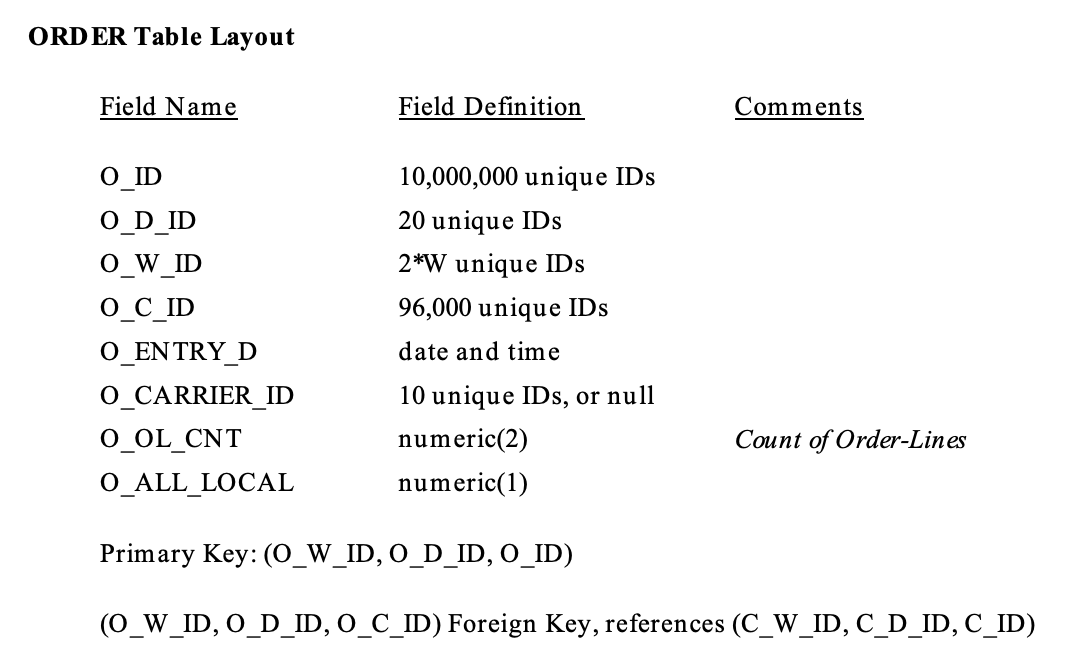 ORDER Table Layout
Field Name Field Definition Comments
O_ID 10,000,000 unique IDs
O_D_ID 20 unique IDs
O_W_ID 2*W unique IDs
O_C_ID 96,000 unique IDs
O_ENTRY_D date and time
O_CARRIER_ID 10 unique IDs, or null
O_OL_CNT numeric(2) Count of Order-Lines
O_ALL_LOCAL numeric(1)
Primary Key: (O_W_ID, O_D_ID, O_ID)
(O_W_ID, O_D_ID, O_C_ID) Foreign Key, references (C_W_ID, C_D_ID, C_ID)